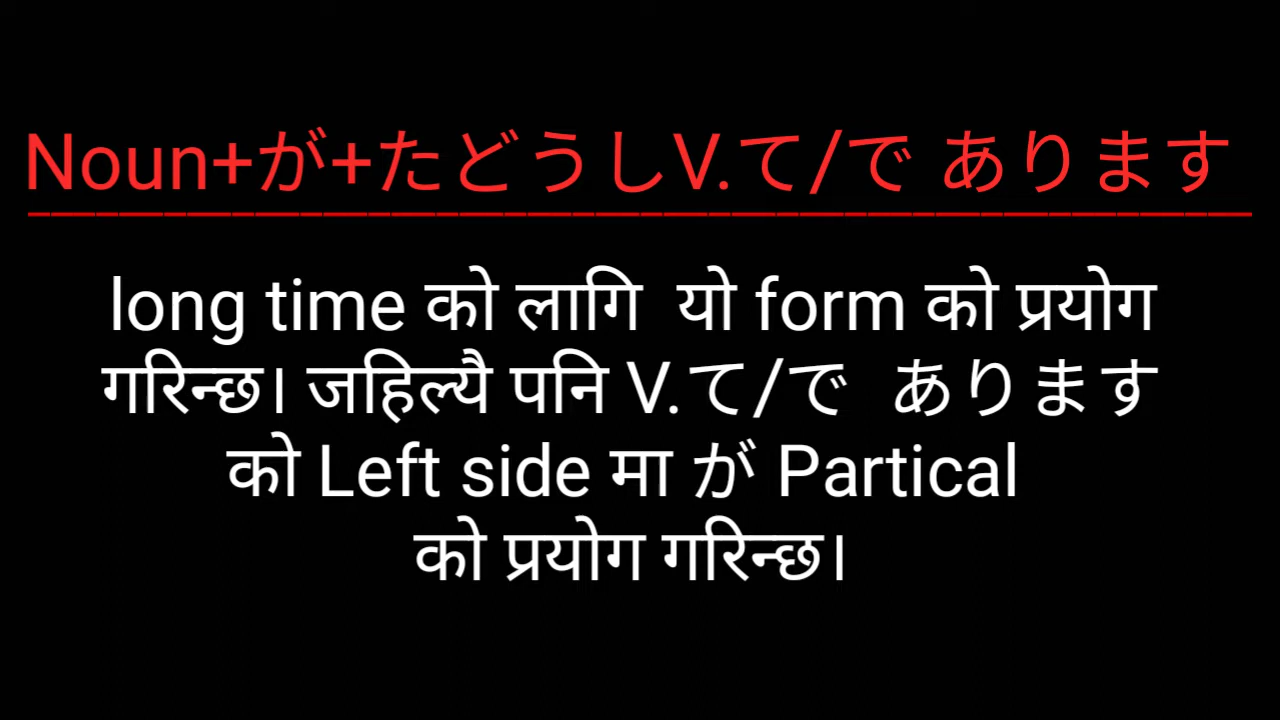 Noun+が+たどうしV.て/で あります
long time को लागि यो form को प्रयोग
गरिन्छ। जहिल्यै पनि V.て/で あります
को Left side मा が Partical
को प्रयोग गरिन्छ।